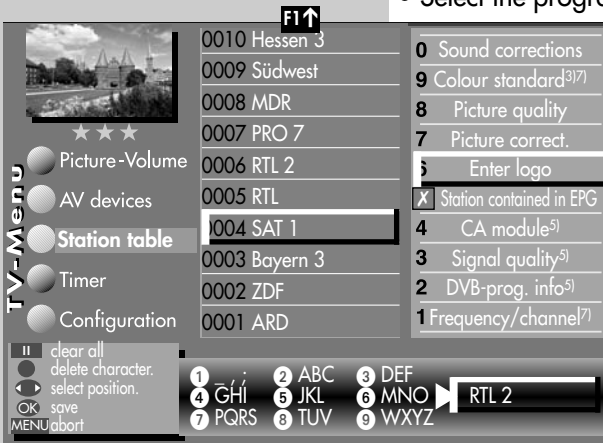 • Select the progra
F1↑
TV-Menu
Picture-Volume
AV devices
Station table
Timer
Configuration
0010 Hessen 3
0009 Südwest
0008 MDR
0007 PRO 7
0006 RTL 2
0005 RTL
0004 SAT 1
0003 Bayern 3
0002 ZDF
0001 ARD
0 Sound corrections
9 Colour standard3)7)
8 Picture quality
7 Picture correct.
6 Enter logo
✗ Station contained in EPG
4 CA module5)
3 Signal quality5)
2 DVB-prog. info5)
1 Frequency/channel7)
II clear all
delete character.
select position.
OK save
MENU abort
1 _,´,; 2 ABC 3 DEF
4 GHI 5 JKL 6 MNO
7 PQRS 8 TUV 9 WXYZ
RTL 2